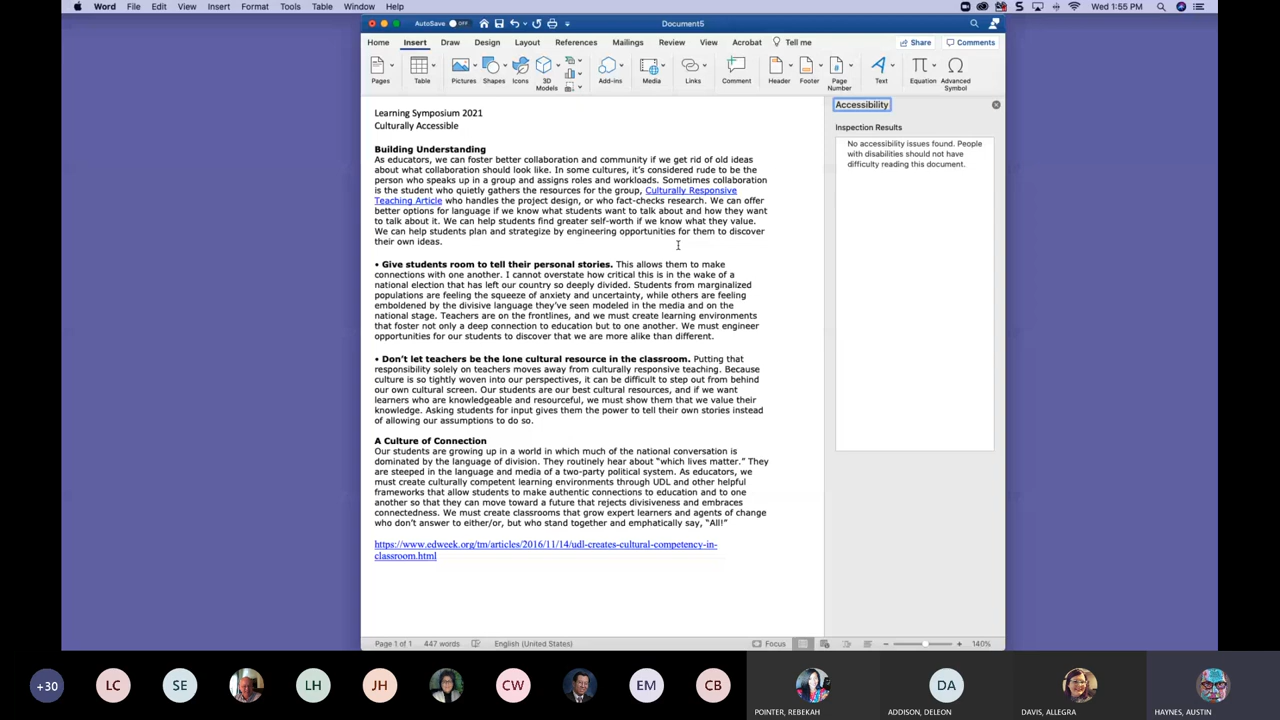 Word File Edit View Insert Format Tools Table Window Help
Wed 1:55 PM
AutoSave OFF
Document5
Home Insert Draw Design Layout References Mailings Review View Acrobat Tell me
Share Comments
Pages Table Pictures Shapes Icons 3D Models Add-ins Media Links Comment Header Footer Page Number Text Equation Advanced Symbol
Learning Symposium 2021
Culturally Accessible
Building Understanding
As educators, we can foster better collaboration and community if we get rid of old ideas
about what collaboration should look like. In some cultures, it's considered rude to be the
person who speaks up in a group and assigns roles and workloads. Sometimes collaboration
is the student who quietly gathers the resources for the group, Culturally Responsive
Teaching Article who handles the project design, or who fact-checks research. We can offer
better options for language if we know what students want to talk about and how they want
to talk about it. We can help students find greater self-worth if we know what they value.
We can help students plan and strategize by engineering opportunities for them to discover
their own ideas.
• Give students room to tell their personal stories. This allows them to make
connections with one another. I cannot overstate how critical this is in the wake of a
national election that has left our country so deeply divided. Students from marginalized
populations are feeling the squeeze of anxiety and uncertainty, while others are feeling
emboldened by the divisive language they've seen modeled in the media and on the
national stage. Teachers are on the frontlines, and we must create learning environments
that foster not only a deep connection to education but to one another. We must engineer
opportunities for our students to discover that we are more alike than different.
• Don't let teachers be the lone cultural resource in the classroom. Putting that
responsibility solely on teachers moves away from culturally responsive teaching. Because
culture is so tightly woven into our perspectives, it can be difficult to step out from behind
our own cultural screen. Our students are our best cultural resources, and if we want
learners who are knowledgeable and resourceful, we must show them that we value their
knowledge. Asking students for input gives them the power to tell their own stories instead
of allowing our assumptions to do so.
A Culture of Connection
Our students are growing up in a world in which much of the national conversation is
dominated by the language of division. They routinely hear about “which lives matter.” They
are steeped in the language and media of a two-party political system. As educators, we
must create culturally competent learning environments through UDL and other helpful
frameworks that allow students to make authentic connections to education and to one
another so that they can move toward a future that rejects divisiveness and embraces
connectedness. We must create classrooms that grow expert learners and agents of change
who don't answer to either/or, but who stand together and emphatically say, “All!”
https://www.edweek.org/tm/articles/2016/11/14/udl-creates-cultural-competency-in-
classroom.html
Accessibility
Inspection Results
No accessibility issues found. People
with disabilities should not have
difficulty reading this document.
Page 1 of 1 447 words English (United States) Focus 140%
+30 LC SE LH JH CW EM CB DA
POINTER, REBEKAH ADDISON, DELEON DAVIS, ALLEGRA HAYNES, AUSTIN